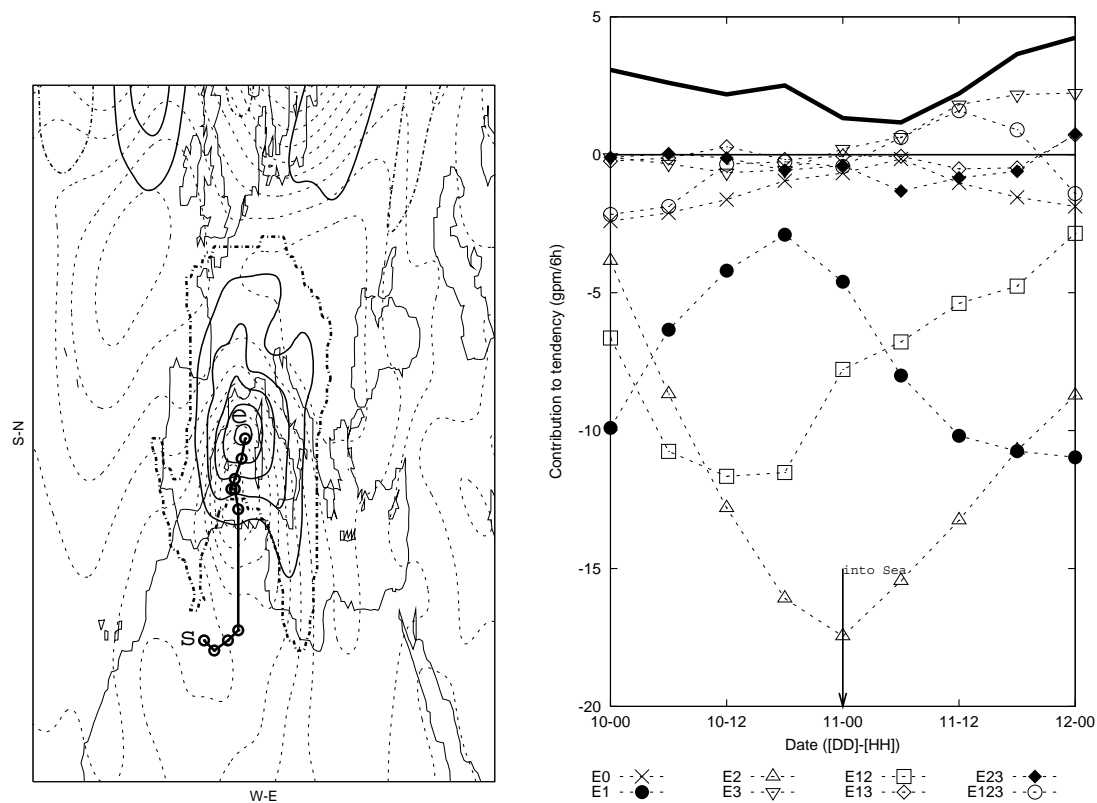 S-N
e
S
W-E
Contribution to tendency (gpm/6h)
5
0
-5
-10
-15
-20
into Sea
10-00
10-12
11-00
11-12
12-00
Date ([DD]-[HH])
E0
E2
E12
E23
E1
E3
E13
E123